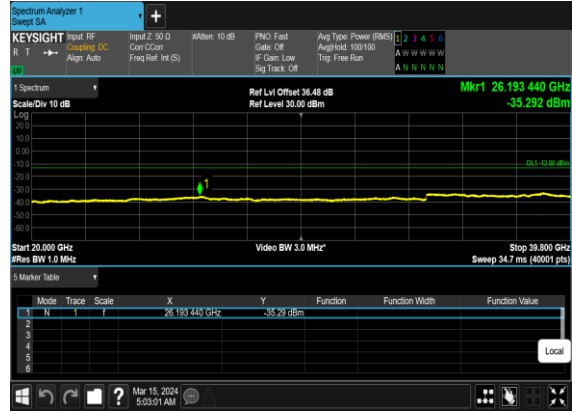 Spectrum Analyzer 1
Swept SA
+
KEYSIGHT Input: RF Input Z: 50 Ω #Atten: 10 dB PNO: Fast Avg Type: Power (RMS) 1 2 3 4 5 6
R T Coupling: DC Corr CCorr Gate: Off Avg|Hold: 100/100 A W W W W W
Align: Auto Freq Ref: Int (S) IF Gain: Low Trig: Free Run
Sig Track: Off A N N N N N
1 Spectrum Ref Lvl Offset 36.48 dB Mkr1 26.193 440 GHz
Scale/Div 10 dB Ref Level 30.00 dBm -35.292 dBm
Log
20.0
10.0
0.00
-10.0
DL1 -13.00 dBm
-20.0
1
-30.0
-40.0
-50.0
-60.0
Start 20.000 GHz Video BW 3.0 MHz* Stop 39.800 GHz
#Res BW 1.0 MHz Sweep 34.7 ms (40001 pts)
5 Marker Table
Mode Trace Scale X Y Function Function Width Function Value
1 N 1 f 26.193 440 GHz -35.29 dBm
2
3
4
5
6
Local
? Mar 15, 2024
5:03:01 AM